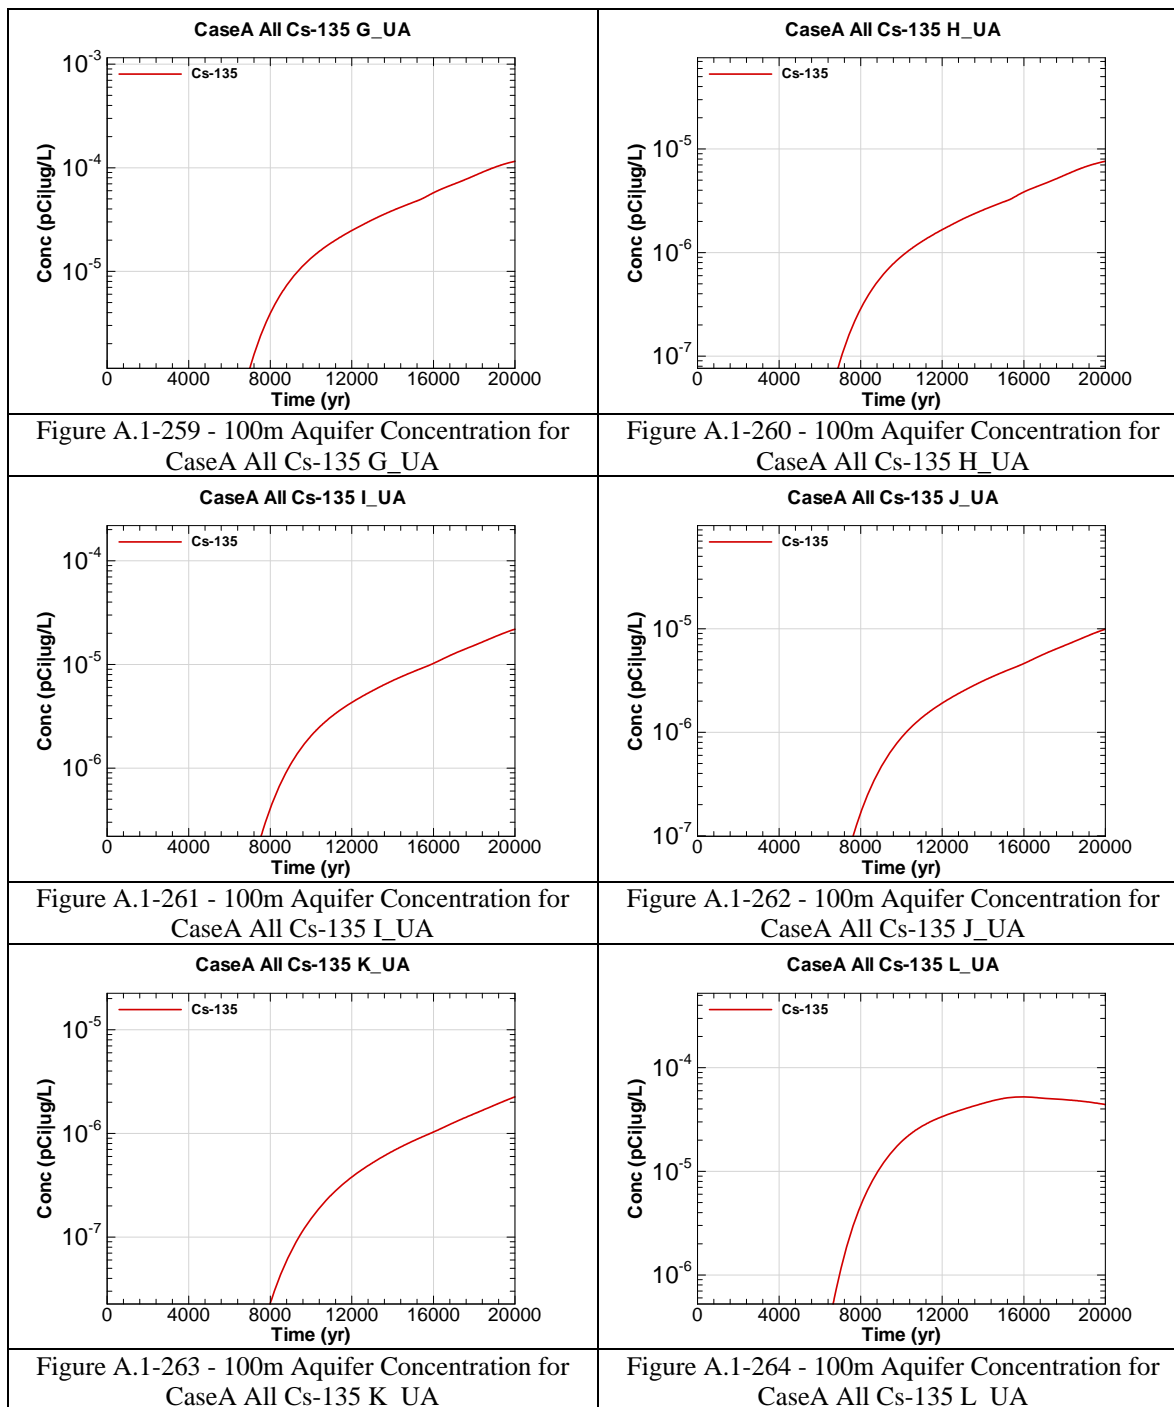 CaseA All Cs-135 G_UA
Cs-135
10-3
10-4
10-5
Conc (pCi|ug/L)
0 4000 8000 12000 16000 20000
Time (yr)
Figure A.1-259 - 100m Aquifer Concentration for
CaseA All Cs-135 G_UA
CaseA All Cs-135 H_UA
Cs-135
10-5
10-6
10-7
Conc (pCi|ug/L)
0 4000 8000 12000 16000 20000
Time (yr)
Figure A.1-260 - 100m Aquifer Concentration for
CaseA All Cs-135 H_UA
CaseA All Cs-135 I_UA
Cs-135
10-4
10-5
10-6
Conc (pCi|ug/L)
0 4000 8000 12000 16000 20000
Time (yr)
Figure A.1-261 - 100m Aquifer Concentration for
CaseA All Cs-135 I_UA
CaseA All Cs-135 J_UA
Cs-135
10-5
10-6
10-7
Conc (pCi|ug/L)
0 4000 8000 12000 16000 20000
Time (yr)
Figure A.1-262 - 100m Aquifer Concentration for
CaseA All Cs-135 J_UA
CaseA All Cs-135 K_UA
Cs-135
10-5
10-6
10-7
Conc (pCi|ug/L)
0 4000 8000 12000 16000 20000
Time (yr)
Figure A.1-263 - 100m Aquifer Concentration for
CaseA All Cs-135 K_UA
CaseA All Cs-135 L_UA
Cs-135
10-4
10-5
10-6
Conc (pCi|ug/L)
0 4000 8000 12000 16000 20000
Time (yr)
Figure A.1-264 - 100m Aquifer Concentration for
CaseA All Cs-135 L_UA